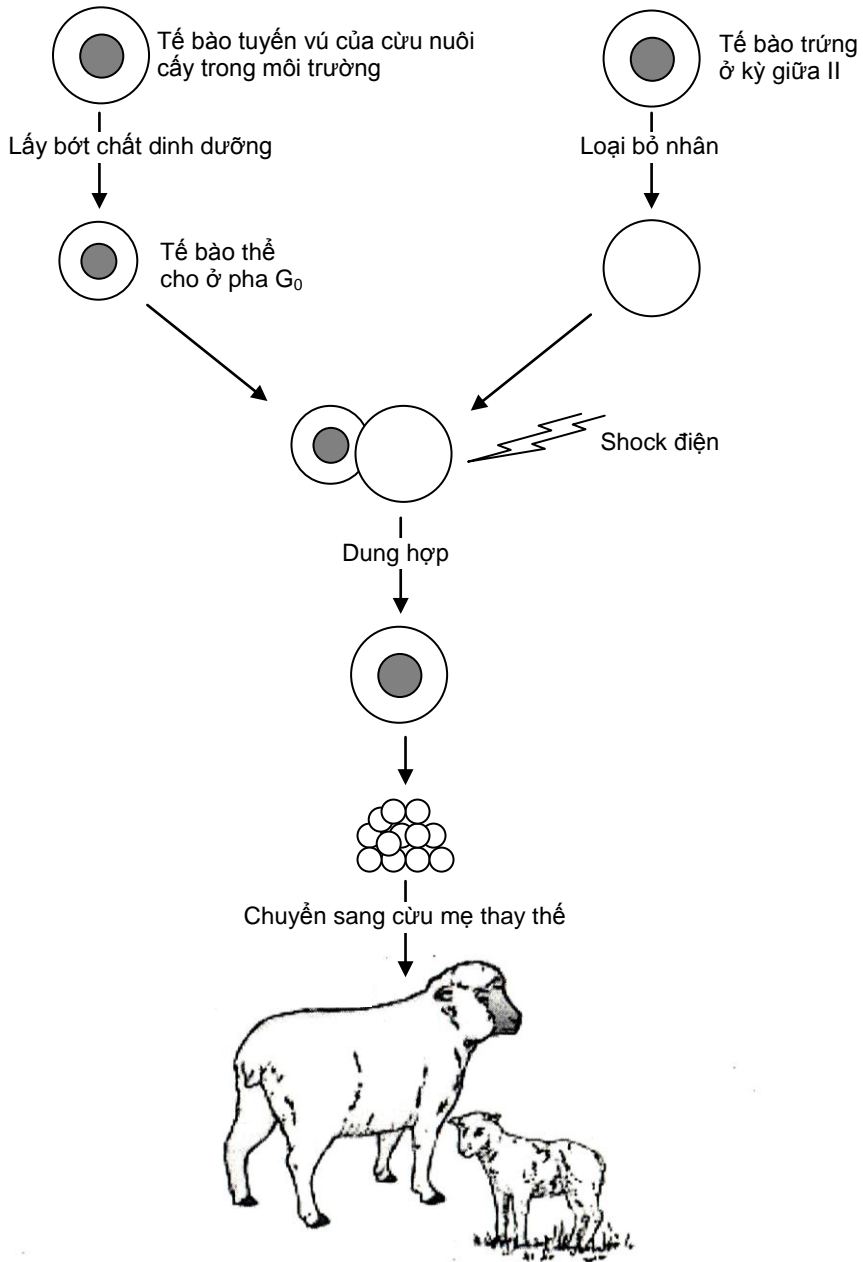 Tế bào tuyến vú của cừu nuôi
cấy trong môi trường
Tế bào trứng
ở kỳ giữa II
Lấy bớt chất dinh dưỡng
Loại bỏ nhân
Tế bào thể
cho ở pha G₀
Shock điện
Dung hợp
Chuyển sang cừu mẹ thay thế